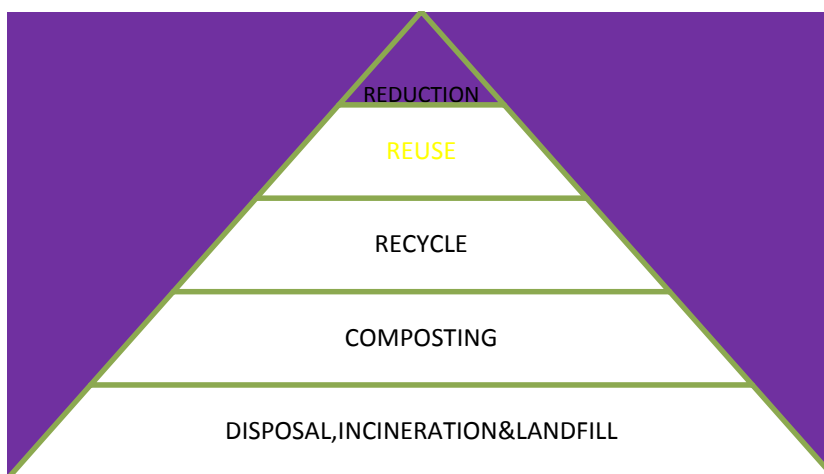 REDUCTION
REUSE
RECYCLE
COMPOSTING
DISPOSAL,INCINERATION&LANDFILL